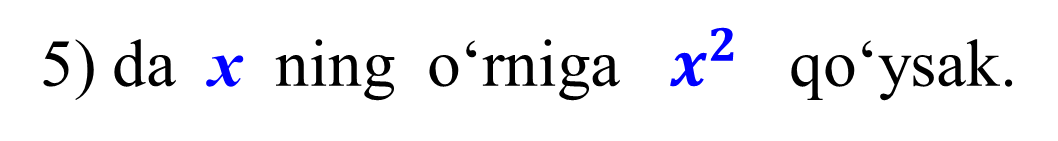 5) da x ning o‘rniga x² qo‘ysak.